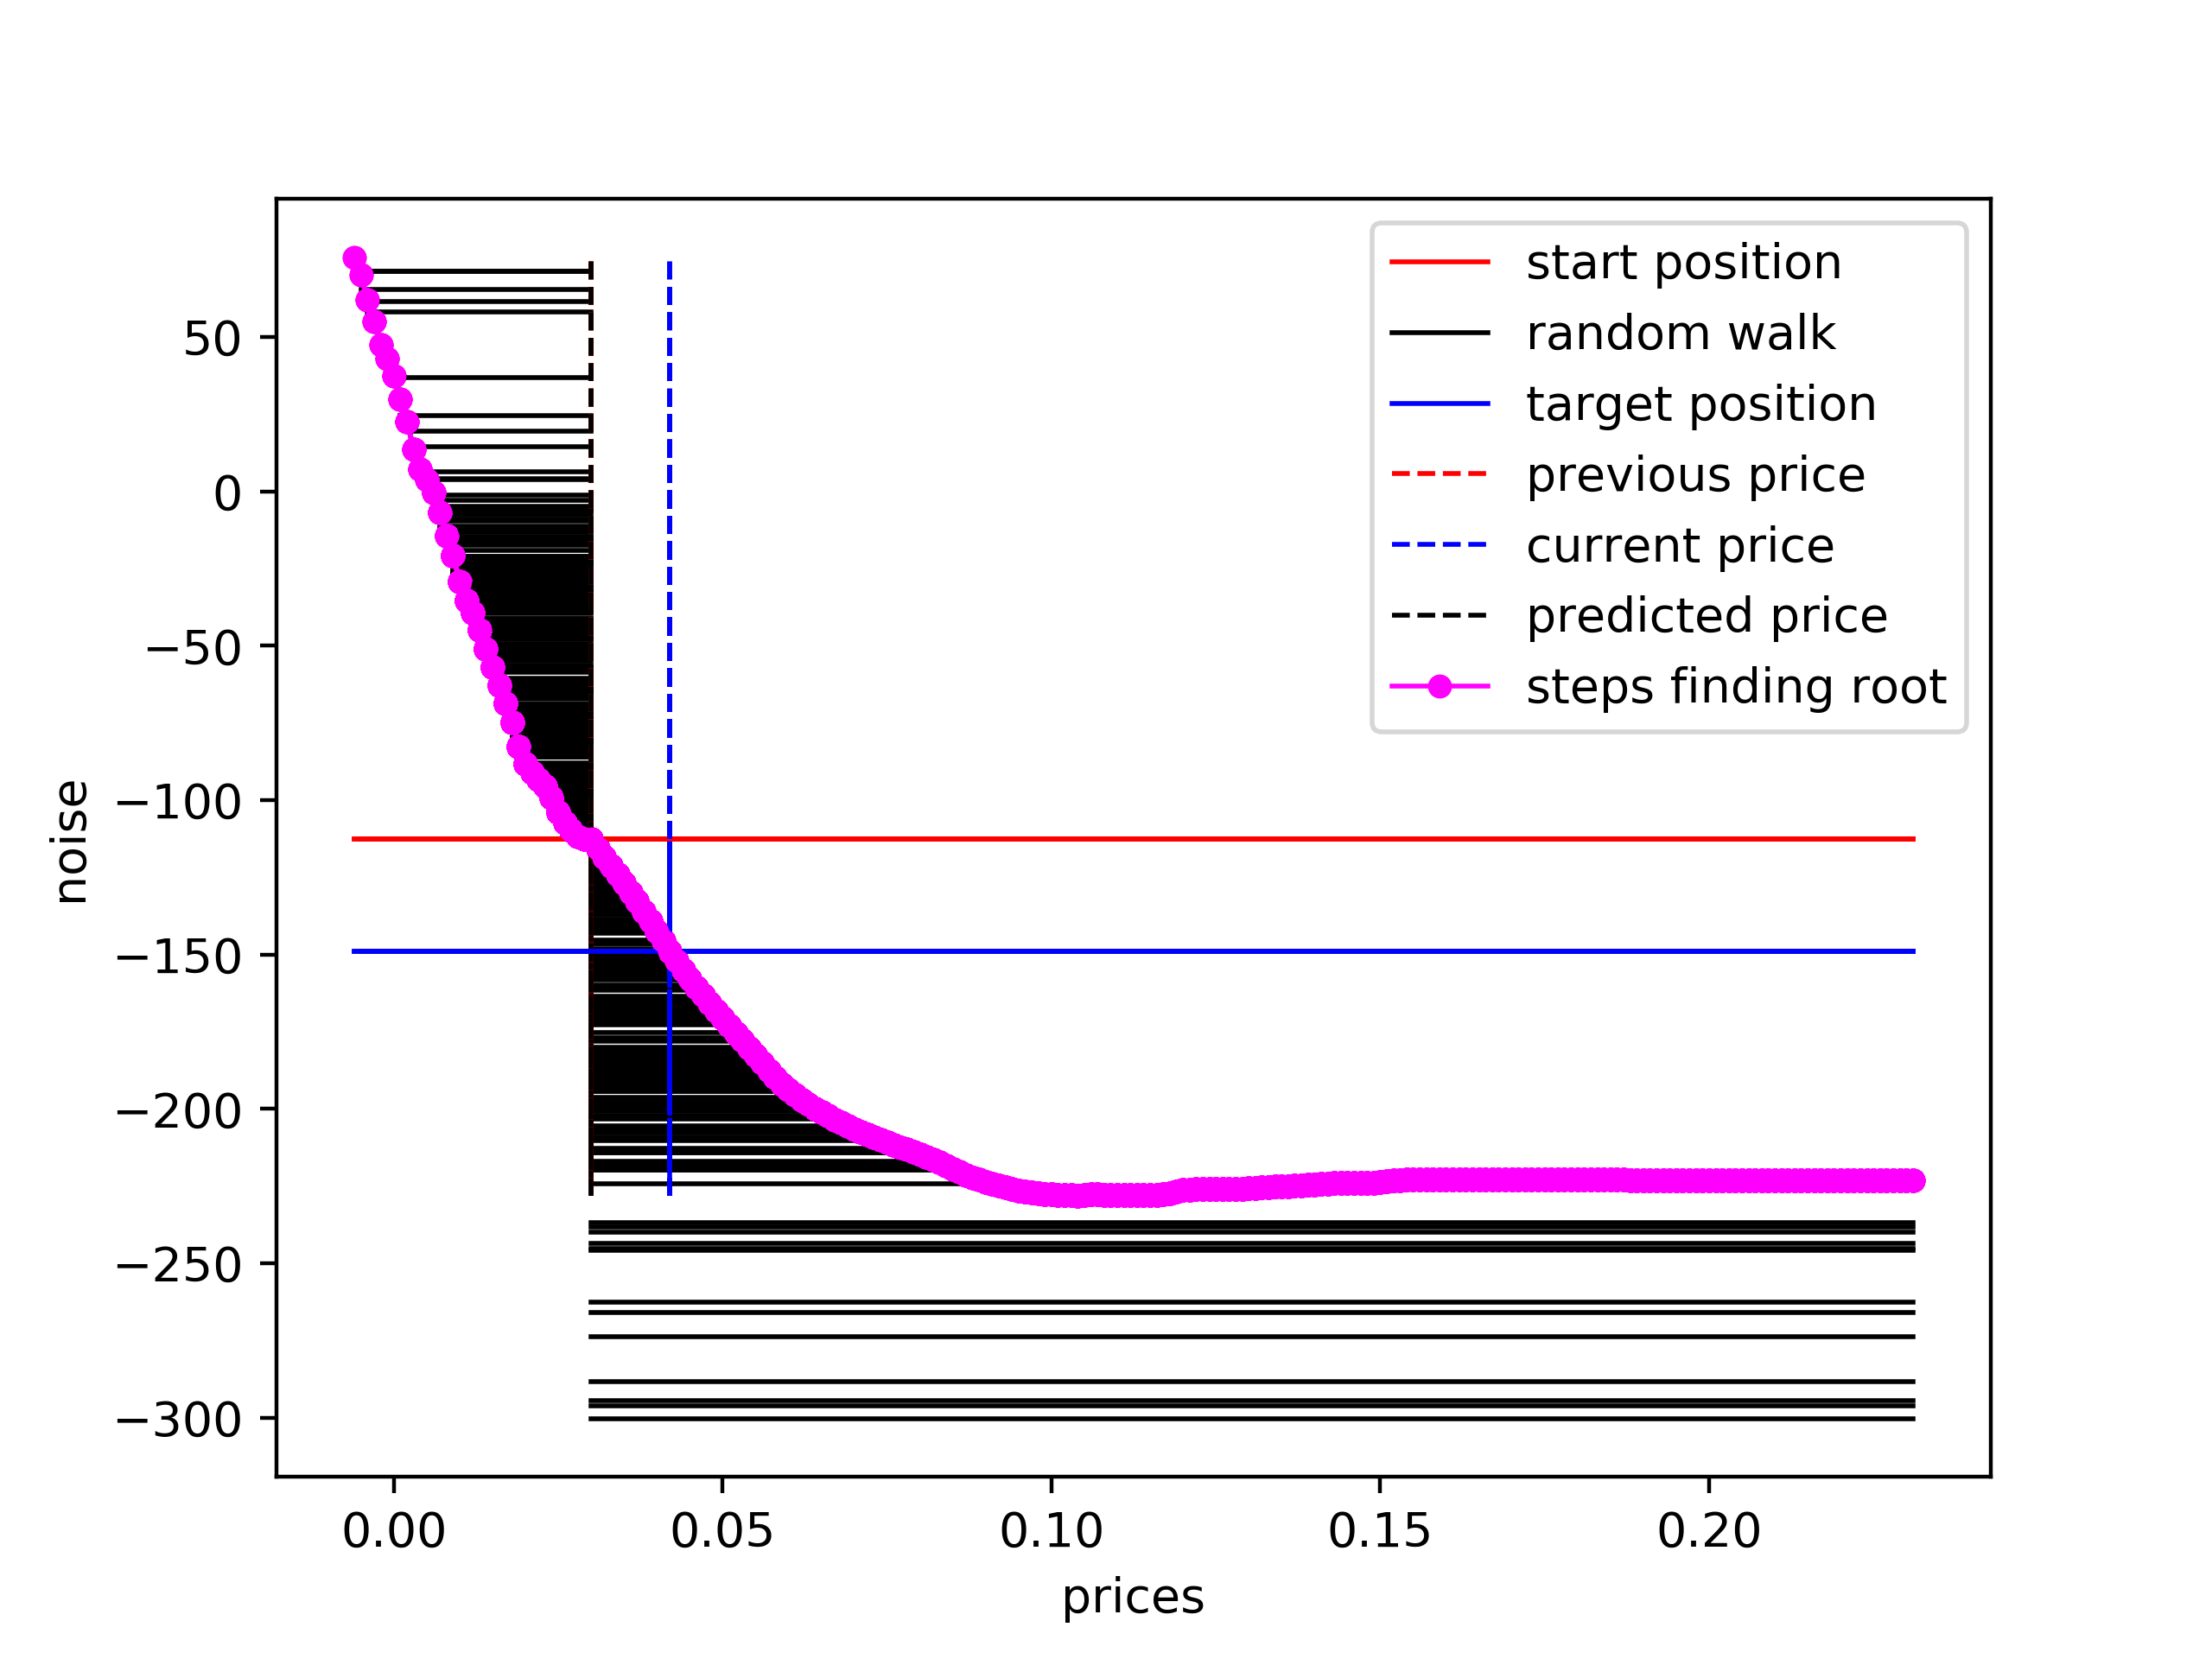 start position
random walk
target position
previous price
current price
predicted price
steps finding root
50
0
−50
−100
−150
−200
−250
−300
noise
0.00 0.05 0.10 0.15 0.20
prices